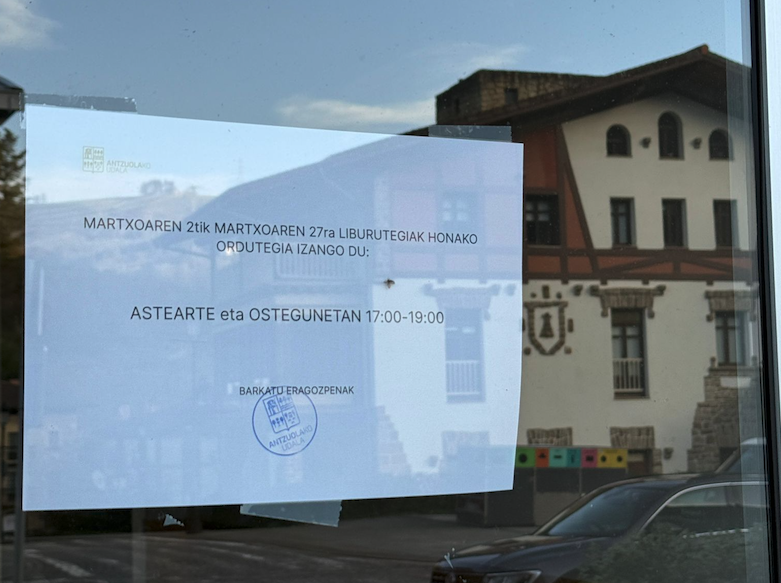 ANTZUOLAKO
UDALA
MARTXOAREN 2tik MARTXOAREN 27ra LIBURUTEGIAK HONAKO
ORDUTEGIA IZANGO DU:
ASTEARTE eta OSTEGUNETAN 17:00-19:00
BARKATU ERAGOZPENAK
ANTZUOLAKO
UDALA